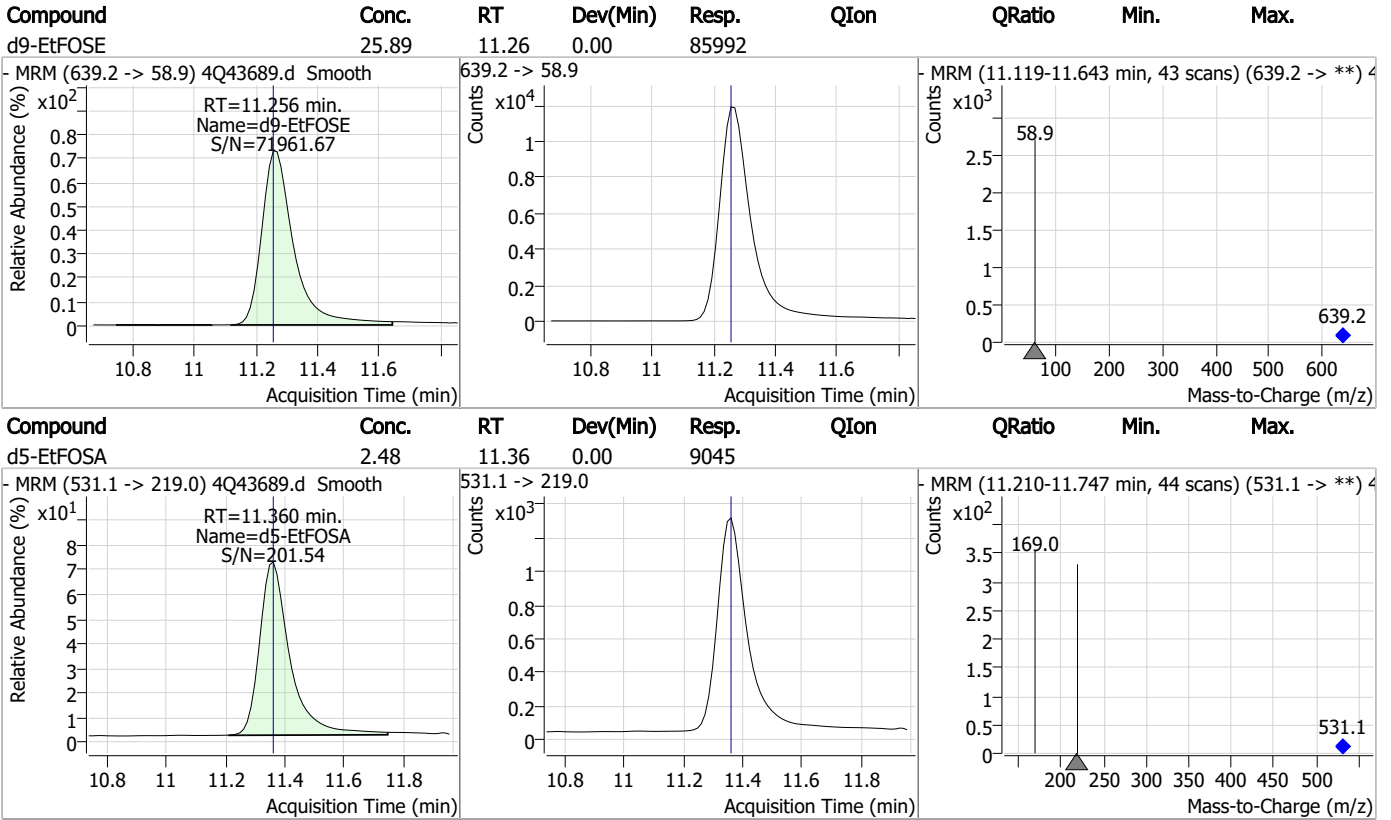 Compound Conc. RT Dev(Min) Resp. QIon QRatio Min. Max.
d9-EtFOSE 25.89 11.26 0.00 85992
- MRM (639.2 -> 58.9) 4Q43689.d Smooth
Relative Abundance (%)
x10²
RT=11.256 min.
Name=d9-EtFOSE
S/N=71961.67
0.8
0.7
0.6
0.5
0.4
0.3
0.2
0.1
0
10.8 11 11.2 11.4 11.6
Acquisition Time (min)
639.2 -> 58.9
Counts
x10⁴
1
0.8
0.6
0.4
0.2
0
10.8 11 11.2 11.4 11.6
Acquisition Time (min)
- MRM (11.119-11.643 min, 43 scans) (639.2 -> **) 4
Counts
x10³
58.9
2.5
2
1.5
1
0.5
0
639.2
100 200 300 400 500 600
Mass-to-Charge (m/z)
Compound Conc. RT Dev(Min) Resp. QIon QRatio Min. Max.
d5-EtFOSA 2.48 11.36 0.00 9045
- MRM (531.1 -> 219.0) 4Q43689.d Smooth
Relative Abundance (%)
x10¹
RT=11.360 min.
Name=d5-EtFOSA
S/N=201.54
8
7
6
5
4
3
2
1
0
10.8 11 11.2 11.4 11.6 11.8
Acquisition Time (min)
531.1 -> 219.0
Counts
x10³
1
0.8
0.6
0.4
0.2
0
10.8 11 11.2 11.4 11.6 11.8
Acquisition Time (min)
- MRM (11.210-11.747 min, 44 scans) (531.1 -> **) 4
Counts
x10²
169.0
3.5
3
2.5
2
1.5
1
0.5
0
531.1
200 250 300 350 400 450 500
Mass-to-Charge (m/z)